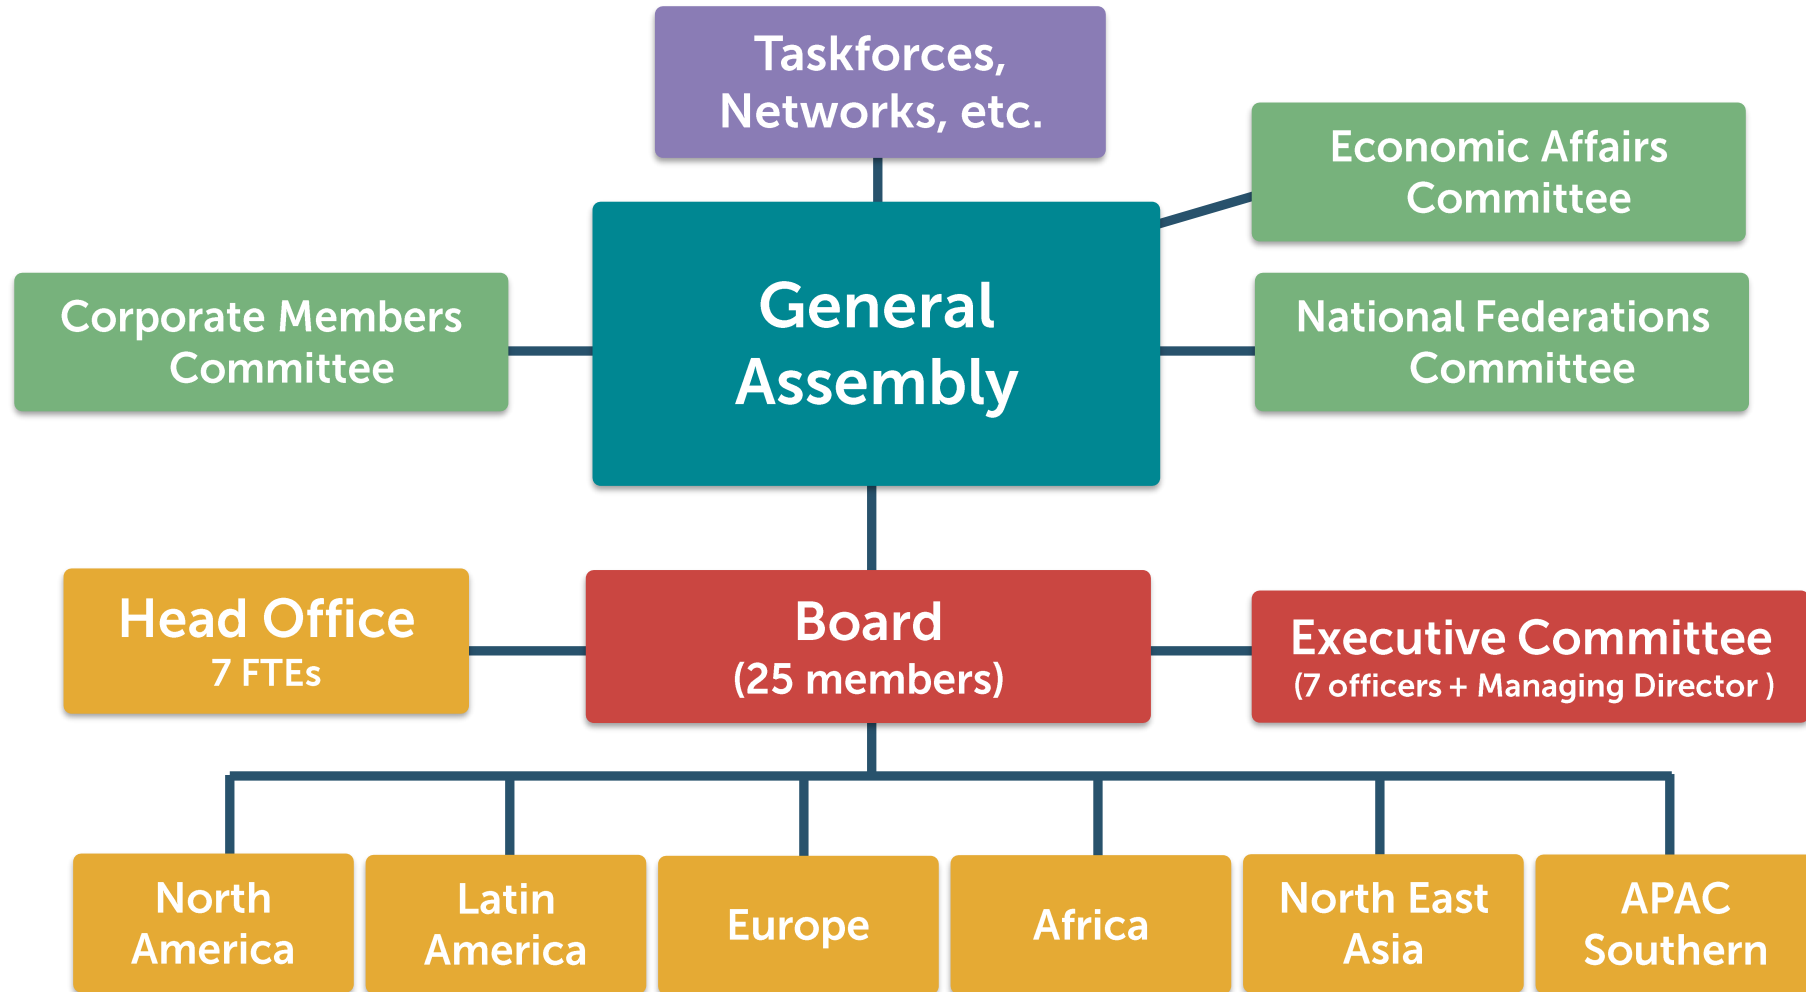 Taskforces,
Networks, etc.
Economic Affairs
Committee
Corporate Members
Committee
General
Assembly
National Federations
Committee
Head Office
7 FTEs
Board
(25 members)
Executive Committee
(7 officers + Managing Director )
North
America
Latin
America
Europe
Africa
North East
Asia
APAC
Southern